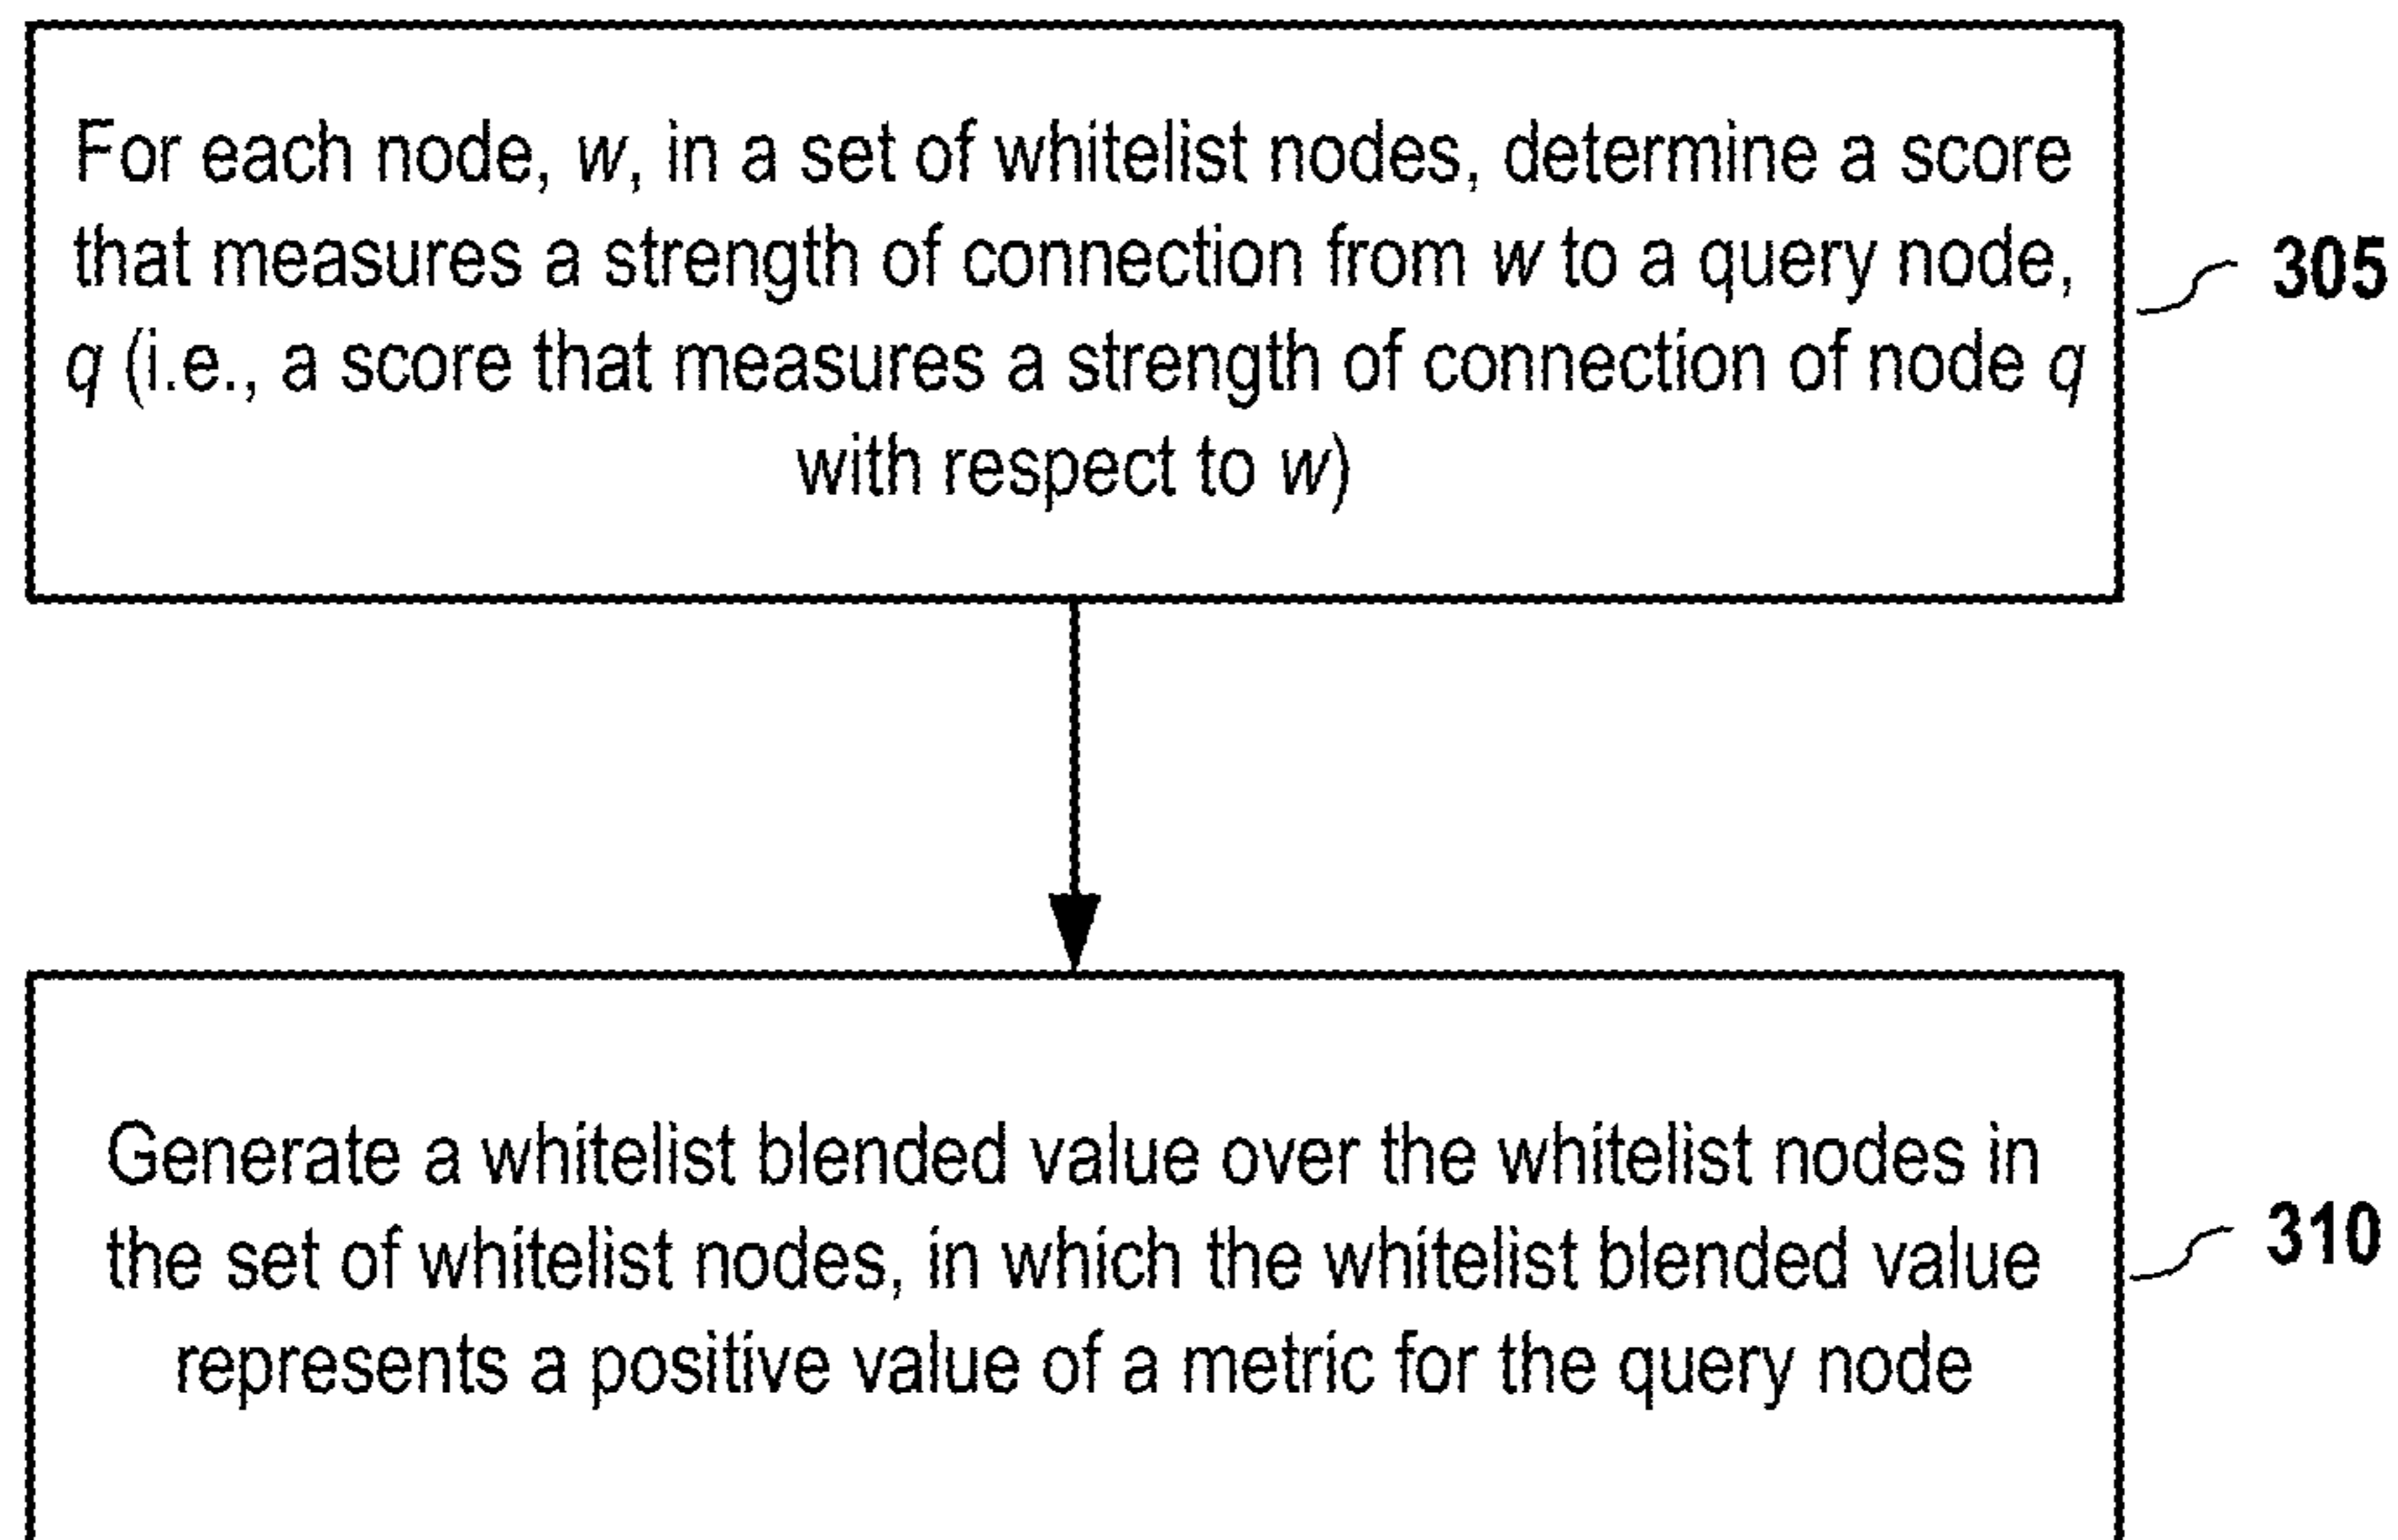 For each node, w, in a set of whitelist nodes, determine a score
that measures a strength of connection from w to a query node,
q (i.e., a score that measures a strength of connection of node q
with respect to w)
305
Generate a whitelist blended value over the whitelist nodes in
the set of whitelist nodes, in which the whitelist blended value
represents a positive value of a metric for the query node
310